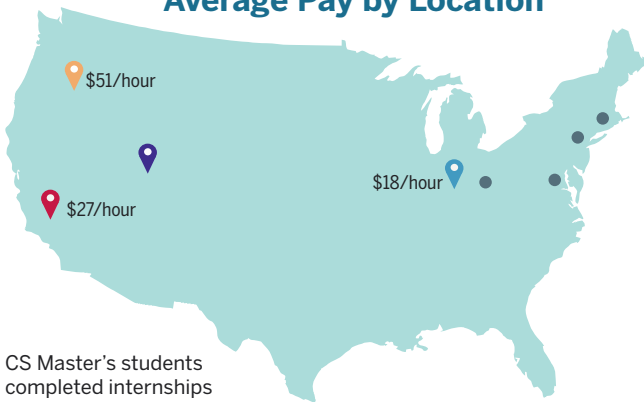 Average Pay by Location
$51/hour
$18/hour
$27/hour
CS Master’s students
completed internships